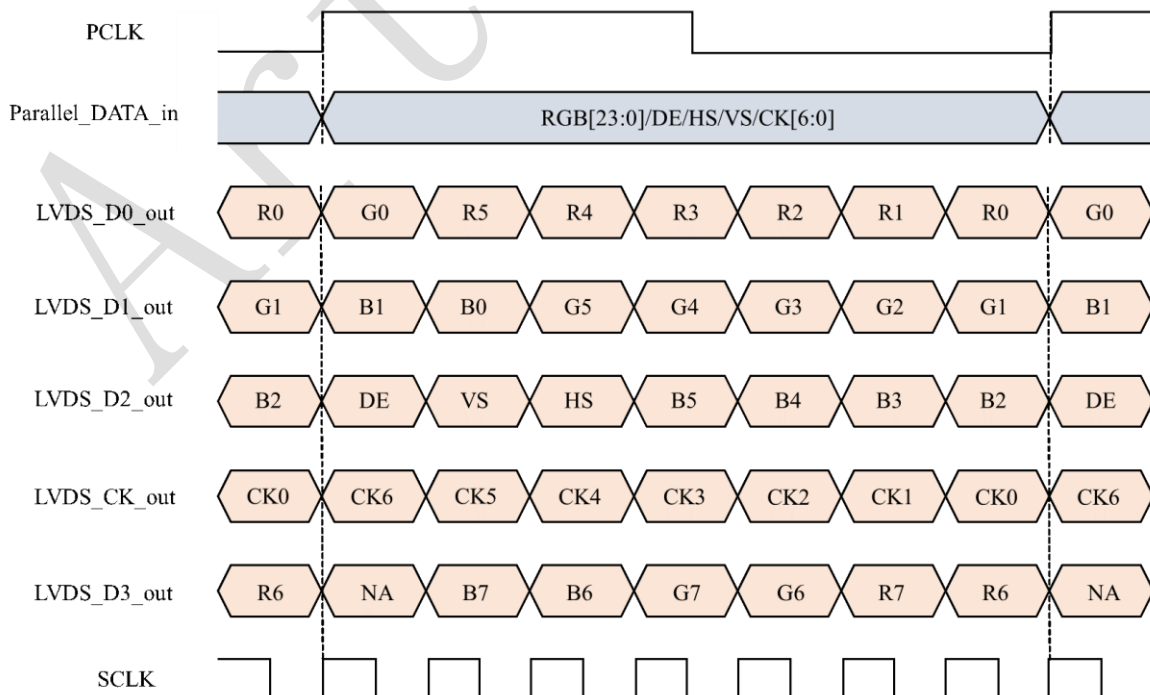 PCLK
Parallel_DATA_in RGB[23:0]/DE/HS/VS/CK[6:0]
LVDS_D0_out R0 G0 R5 R4 R3 R2 R1 R0 G0
LVDS_D1_out G1 B1 B0 G5 G4 G3 G2 G1 B1
LVDS_D2_out B2 DE VS HS B5 B4 B3 B2 DE
LVDS_CK_out CK0 CK6 CK5 CK4 CK3 CK2 CK1 CK0 CK6
LVDS_D3_out R6 NA B7 B6 G7 G6 R7 R6 NA
SCLK